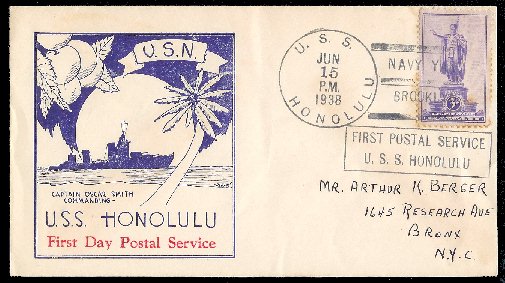 U.S.N.
CAPTAIN OSCAR SMITH
COMMANDING-
U.S.S. HONOLULU
First Day Postal Service
U. S. S.
HONOLULU
JUN
15
P.M.
1938
NAVY Y
BROOKL
FIRST POSTAL SERVICE
U. S. S. HONOLULU
MR. ARTHUR K. BERGER
1645 RESEARCH AVE
BRONX
N.Y.C.